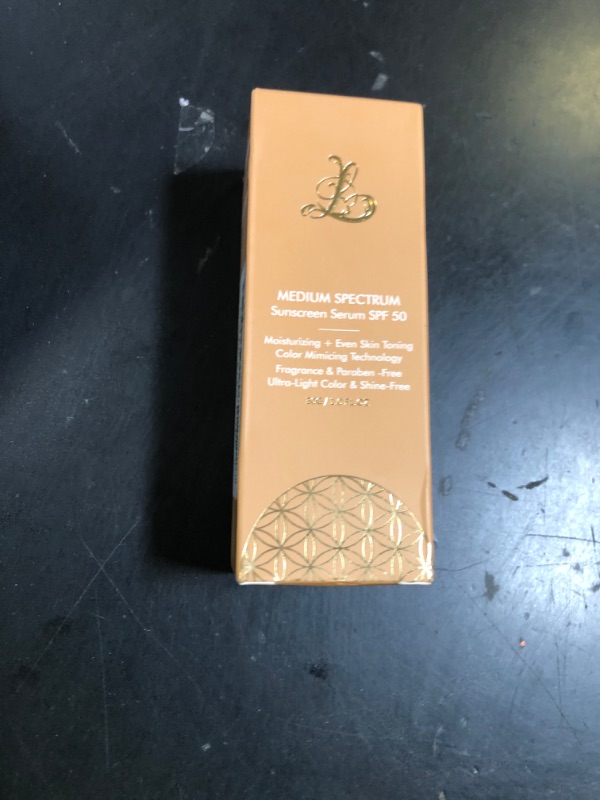 MEDIUM SPECTRUM
Sunscreen Serum SPF 50
Moisturizing + Even Skin Toning
Color Mimicing Technology
Fragrance & Paraben -Free
Ultra-Light Color & Shine-Free